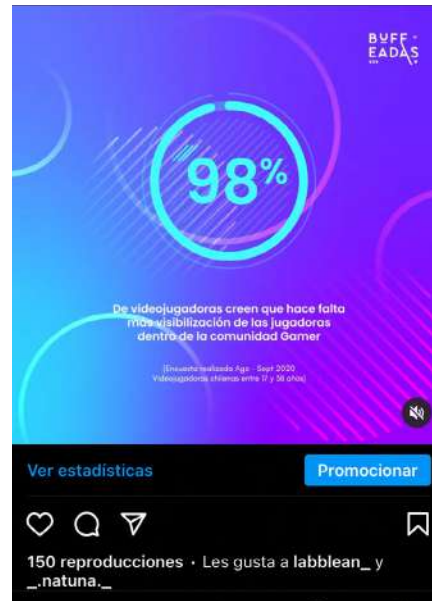 BUFF
EADAS
98%
De videojugadoras creen que hace falta
mas visibilización de las jugadoras
dentro de la comunidad Gamer
(Encuesta realizada Ago - Sept 2020
Videojugadoras chilenas entre 17 y 38 años)
Ver estadísticas
Promocionar
150 reproducciones • Les gusta a labblean_ y
_.natuna._